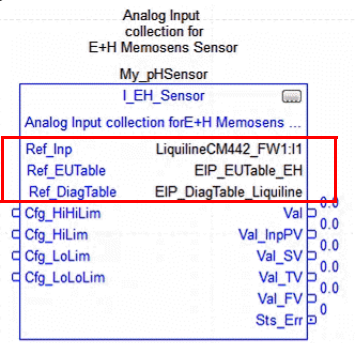 Analog Input
collection for
E+H Memosens Sensor
My_pHSensor
I_EH_Sensor
Analog Input collection forE+H Memosens ...
Ref_Inp LiquilineCM442_FW1:I1
Ref_EUTable EIP_EUTable_EH
Ref_DiagTable EIP_DiagTable_Liquiline
0.0
Cfg_HiHiLim Val
0.0
Cfg_HiLim Val_InpPV
0.0
Cfg_LoLim Val_SV
0.0
Cfg_LoLoLim Val_TV
0.0
Val_FV
0
Sts_Err